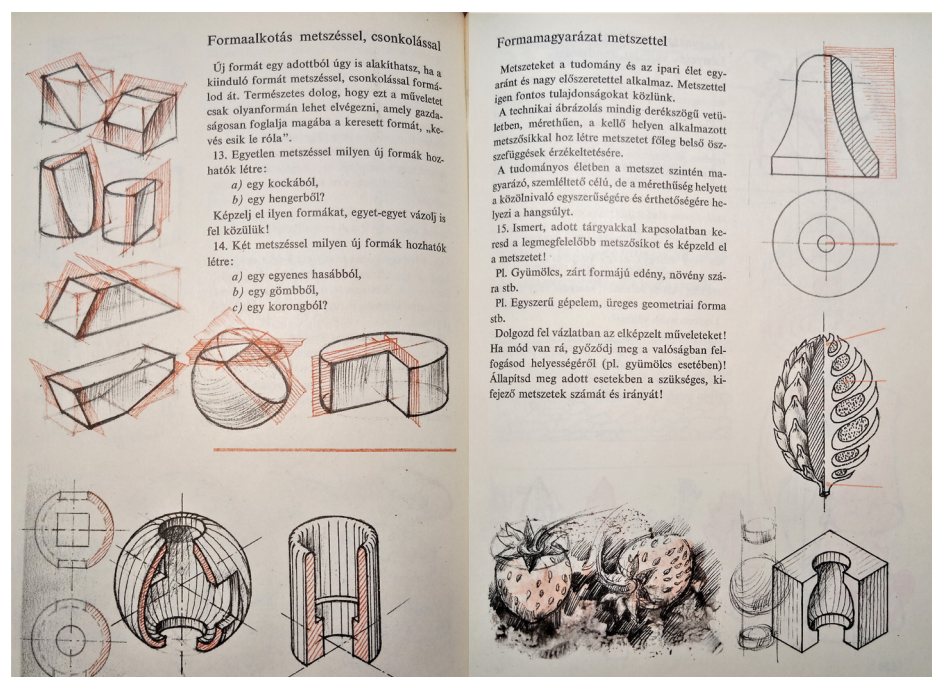 Formaalkotás metszéssel, csonkolással
Új formát egy adottból úgy is alakíthatsz, ha a
kiinduló formát metszéssel, csonkolással formá-
lod át. Természetes dolog, hogy ezt a műveletet
csak olyanformán lehet elvégezni, amely gazda-
ságosan foglalja magába a keresett formát, „ke-
vés esik le róla”.
13. Egyetlen metszéssel milyen új formák hoz-
hatók létre:
a) egy kockából,
b) egy hengerből?
Képzelj el ilyen formákat, egyet-egyet vázolj is
fel közülük!
14. Két metszéssel milyen új formák hozhatók
létre:
a) egy egyenes hasábból,
b) egy gömbből,
c) egy korongból?
Formamagyarázat metszettel
Metszeteket a tudomány és az ipari élet egy-
aránt és nagy előszeretettel alkalmaz. Metszettel
igen fontos tulajdonságokat közlünk.
A technikai ábrázolás mindig derékszögű vetü-
letben, mérethűen, a kellő helyen alkalmazott
metszősíkkal hoz létre metszetet főleg belső ösz-
szefüggések érzékeltetésére.
A tudományos életben a metszet szintén ma-
gyarázó, szemléltető célú, de a mérethűség helyett
a közölnivaló egyszerűségére és érthetőségére he-
lyezi a hangsúlyt.
15. Ismert, adott tárgyakkal kapcsolatban ke-
resd a legmegfelelőbb metszősíkot és képzeld el
a metszetet!
Pl. Gyümölcs, zárt formájú edény, növény szá-
ra stb.
Pl. Egyszerű gépelem, üreges geometriai forma
stb.
Dolgozd fel vázlatban az elképzelt műveleteket!
Ha mód van rá, győződj meg a valóságban fel-
fogásod helyességéről (pl. gyümölcs esetében)!
Állapítsd meg adott esetekben a szükséges, ki-
fejező metszetek számát és irányát!